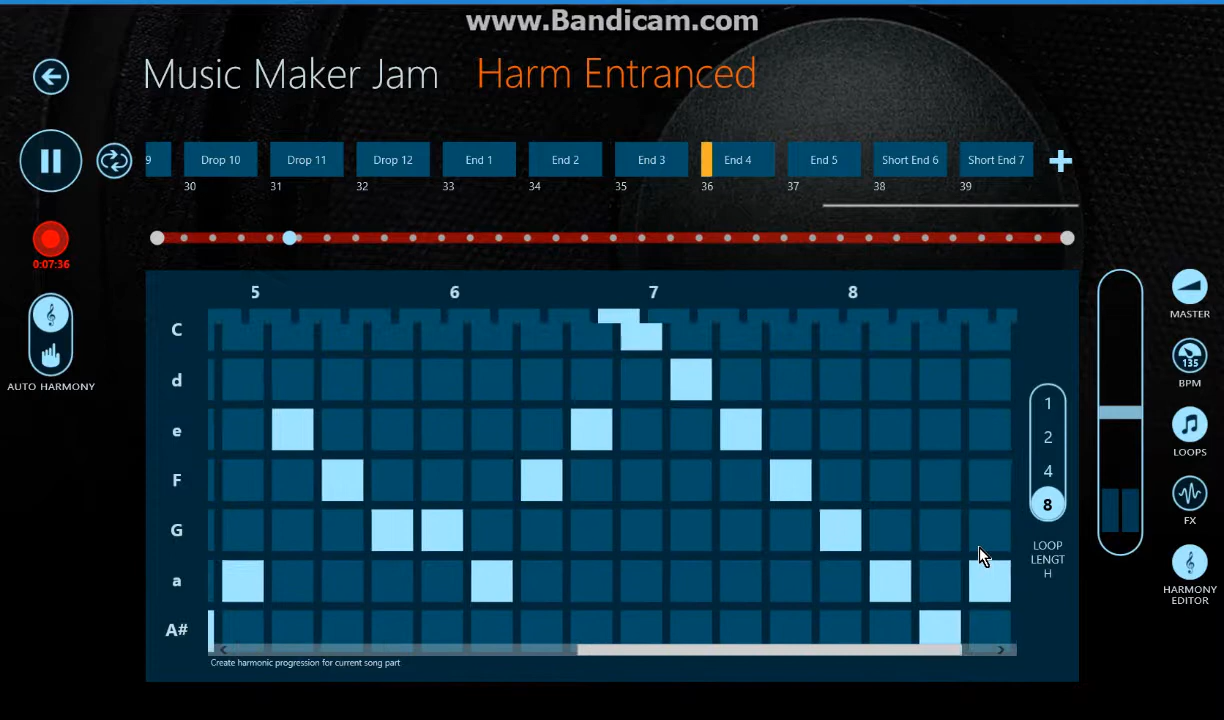 www.Bandicam.com
Music Maker Jam Harm Entranced
9 Drop 10 Drop 11 Drop 12 End 1 End 2 End 3 End 4 End 5 Short End 6 Short End 7
30 31 32 33 34 35 36 37 38 39
0:07:36
AUTO HARMONY
5 6 7 8
C
d
e
F
G
a
A#
Create harmonic progression for current song part
1
2
4
8
LOOP
LENGT
H
MASTER
135
BPM
LOOPS
FX
HARMONY
EDITOR